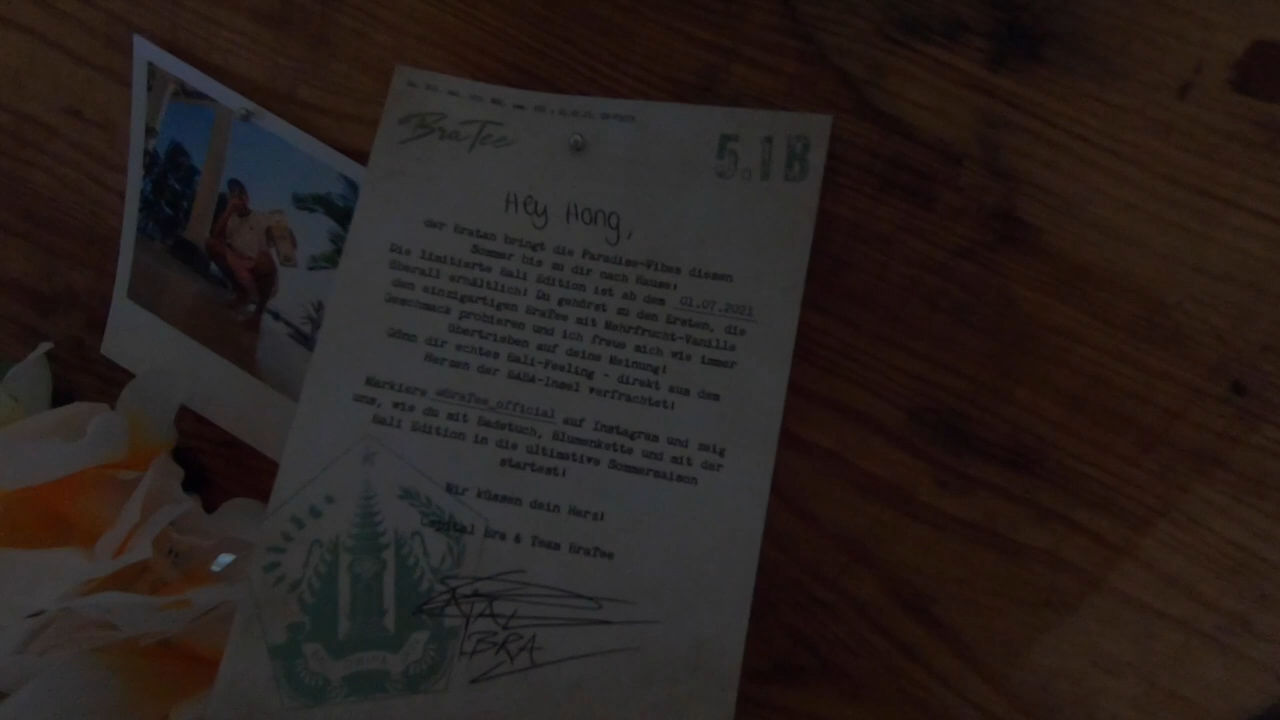 BraTee
5.1B
Hey Hong,
der Bratan bringt die Paradise-Vibes diesen
Sommer bis zu dir nach Hause:
Die limitierte Bali Edition ist ab dem 01.07.2021
überall erhältlich! Du gehörst zu den Ersten, die
den einzigartigen BraTee mit Mehrfrucht-Vanille
Geschmack probieren und ich freue mich wie immer
übertrieben auf deine Meinung!
Gönn dir echtes Bali-Feeling - direkt aus dem
Herzen der BABA-Insel verfrachtet!
Markiere @BraTee_official auf Instagram und zeig
uns, wie du mit Badetuch, Blumenkette und mit der
Bali Edition in die ultimative Sommersaison
startest!
Wir küssen dein Herz!
Capital Bra & Team BraTee
BRA